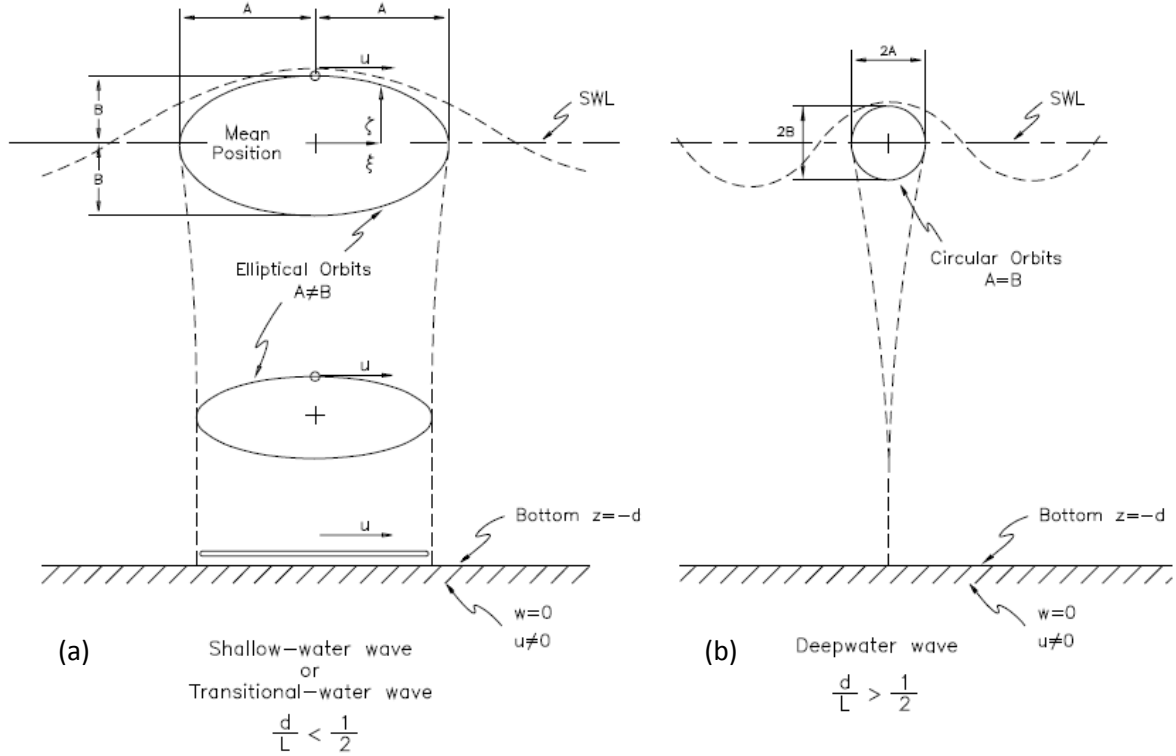 A
A
u
B
ζ
Mean
Position
ξ
B
SWL
Elliptical Orbits
A≠B
u
u
Bottom z=−d
w=0
u≠0
(a)
Shallow−water wave
or
Transitional−water wave
d/L < 1/2
2A
SWL
2B
Circular Orbits
A=B
Bottom z=−d
w=0
u≠0
(b)
Deepwater wave
d/L > 1/2